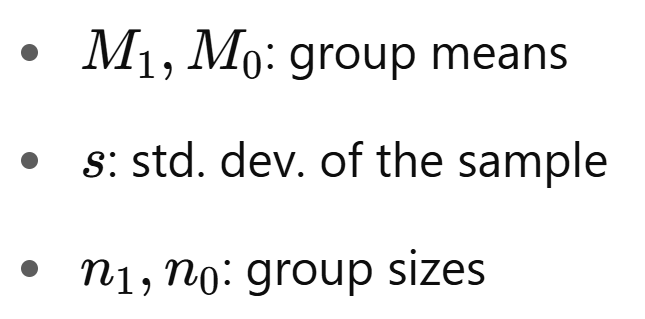 • M₁, M₀: group means
• s: std. dev. of the sample
• n₁, n₀: group sizes